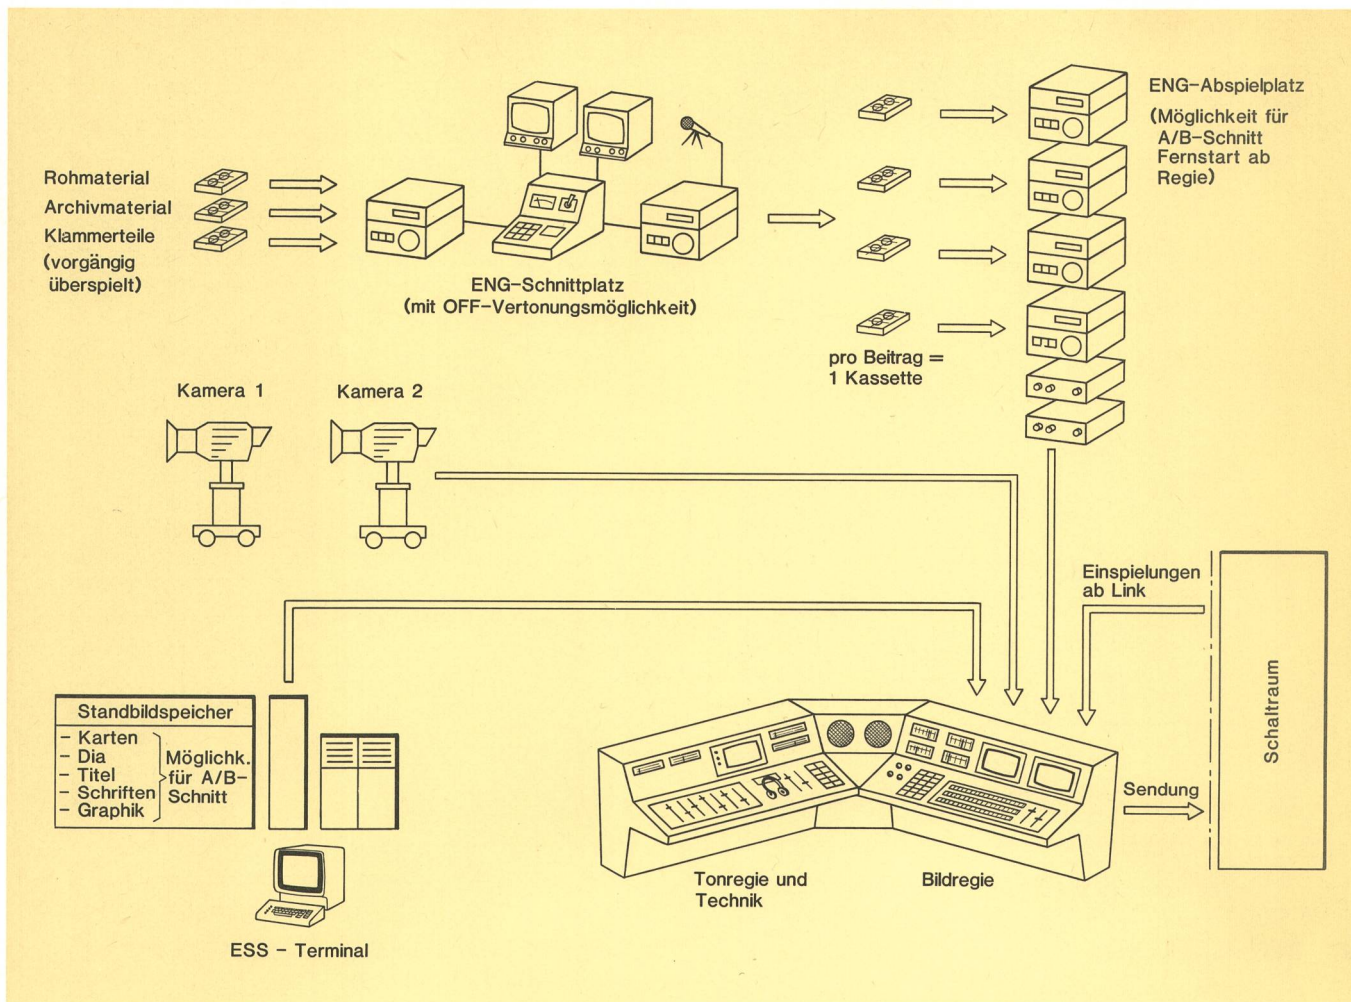 ENG-Abspielplatz
(Möglichkeit für
A/B-Schnitt
Fernstart ab
Regie)
Rohmaterial
Archivmaterial
Klammerteile
(vorgängig
überspielt)
ENG-Schnittplatz
(mit OFF-Vertonungsmöglichkeit)
pro Beitrag =
1 Kassette
Kamera 1
Kamera 2
Einspielungen
ab Link
Schaltraum
Standbildspeicher
- Karten
- Dia
- Titel
- Schriften
- Graphik
Möglichk.
für A/B-
Schnitt
Sendung
Tonregie und
Technik
Bildregie
ESS - Terminal